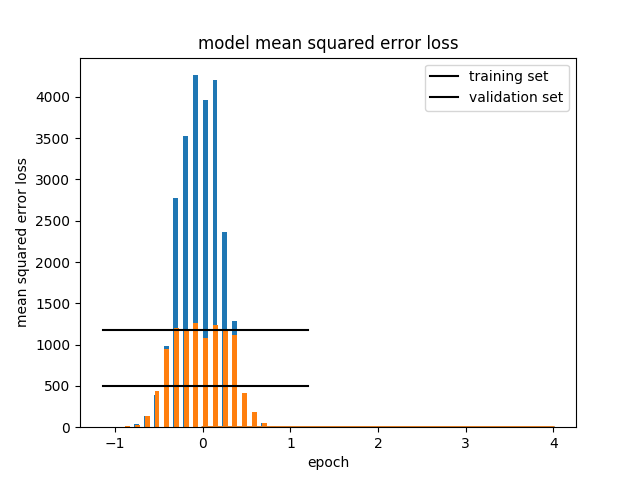 model mean squared error loss
training set
validation set
4000
3500
3000
2500
2000
1500
1000
500
0
mean squared error loss
−1 0 1 2 3 4
epoch